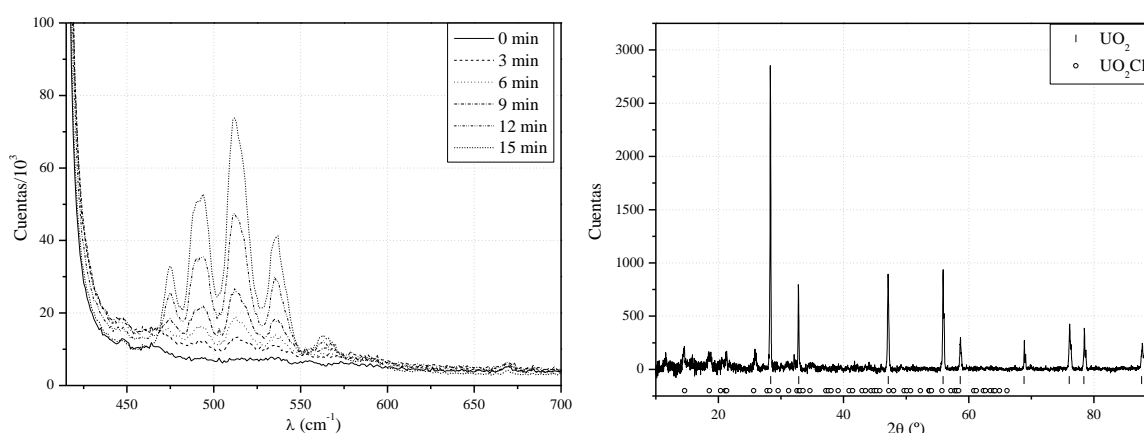 100
80
60
40
20
0
Cuentas/10³
450
500
550
600
650
700
λ (cm⁻¹)
0 min
3 min
6 min
9 min
12 min
15 min
3000
2500
2000
1500
1000
500
0
Cuentas
20
40
60
80
2θ (º)
UO₂
UO₂Cl